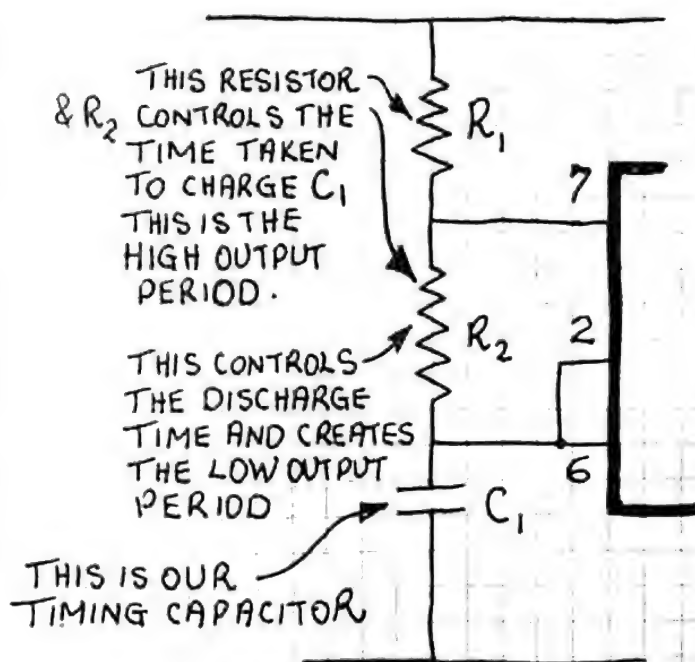 THIS RESISTOR
& R₂ CONTROLS THE
TIME TAKEN
TO CHARGE C₁
THIS IS THE
HIGH OUTPUT
PERIOD.
R₁
7
THIS CONTROLS
THE DISCHARGE
TIME AND CREATES
THE LOW OUTPUT
PERIOD
R₂
2
6
C₁
THIS IS OUR
TIMING CAPACITOR